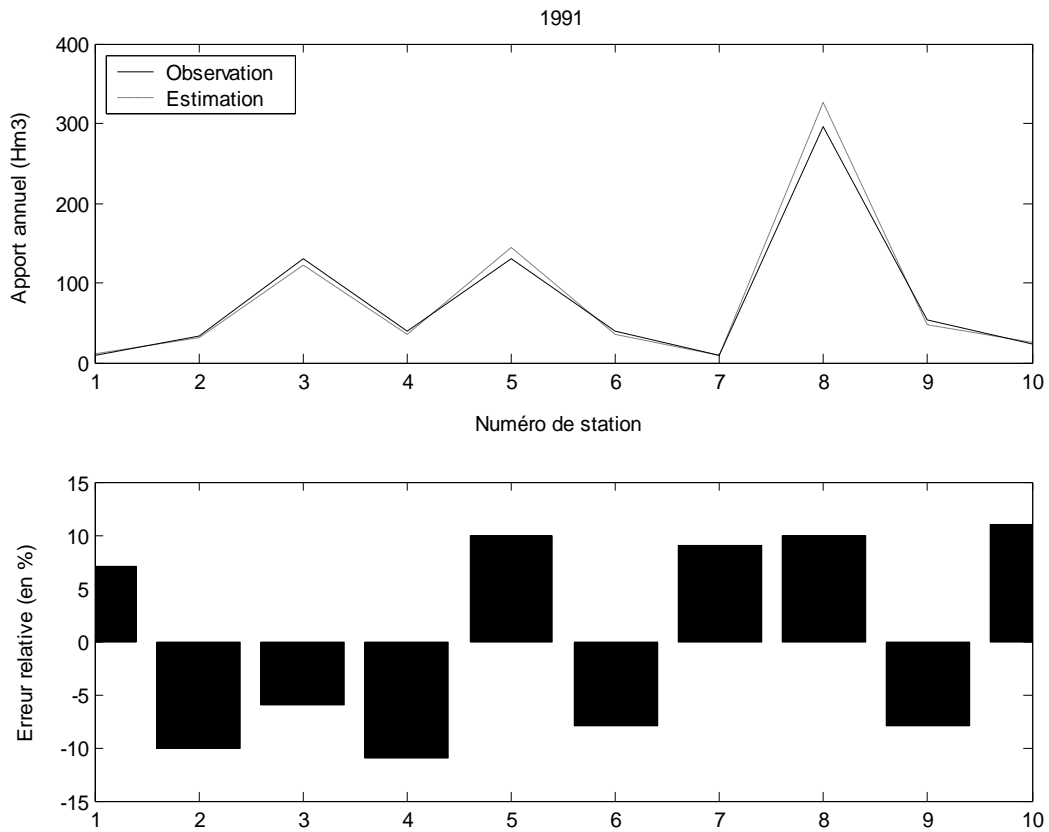 1991
Apport annuel (Hm3)
400
300
200
100
0
Observation
Estimation
1 2 3 4 5 6 7 8 9 10
Numéro de station
Erreur relative (en %)
15
10
5
0
-5
-10
-15
1 2 3 4 5 6 7 8 9 10